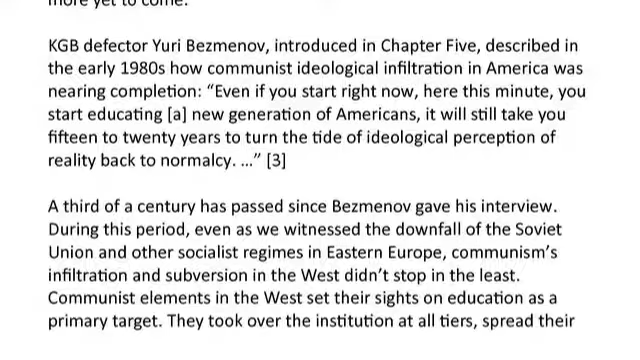 more yet to come.
KGB defector Yuri Bezmenov, introduced in Chapter Five, described in
the early 1980s how communist ideological infiltration in America was
nearing completion: “Even if you start right now, here this minute, you
start educating [a] new generation of Americans, it will still take you
fifteen to twenty years to turn the tide of ideological perception of
reality back to normalcy. ...” [3]
A third of a century has passed since Bezmenov gave his interview.
During this period, even as we witnessed the downfall of the Soviet
Union and other socialist regimes in Eastern Europe, communism’s
infiltration and subversion in the West didn’t stop in the least.
Communist elements in the West set their sights on education as a
primary target. They took over the institution at all tiers, spread their